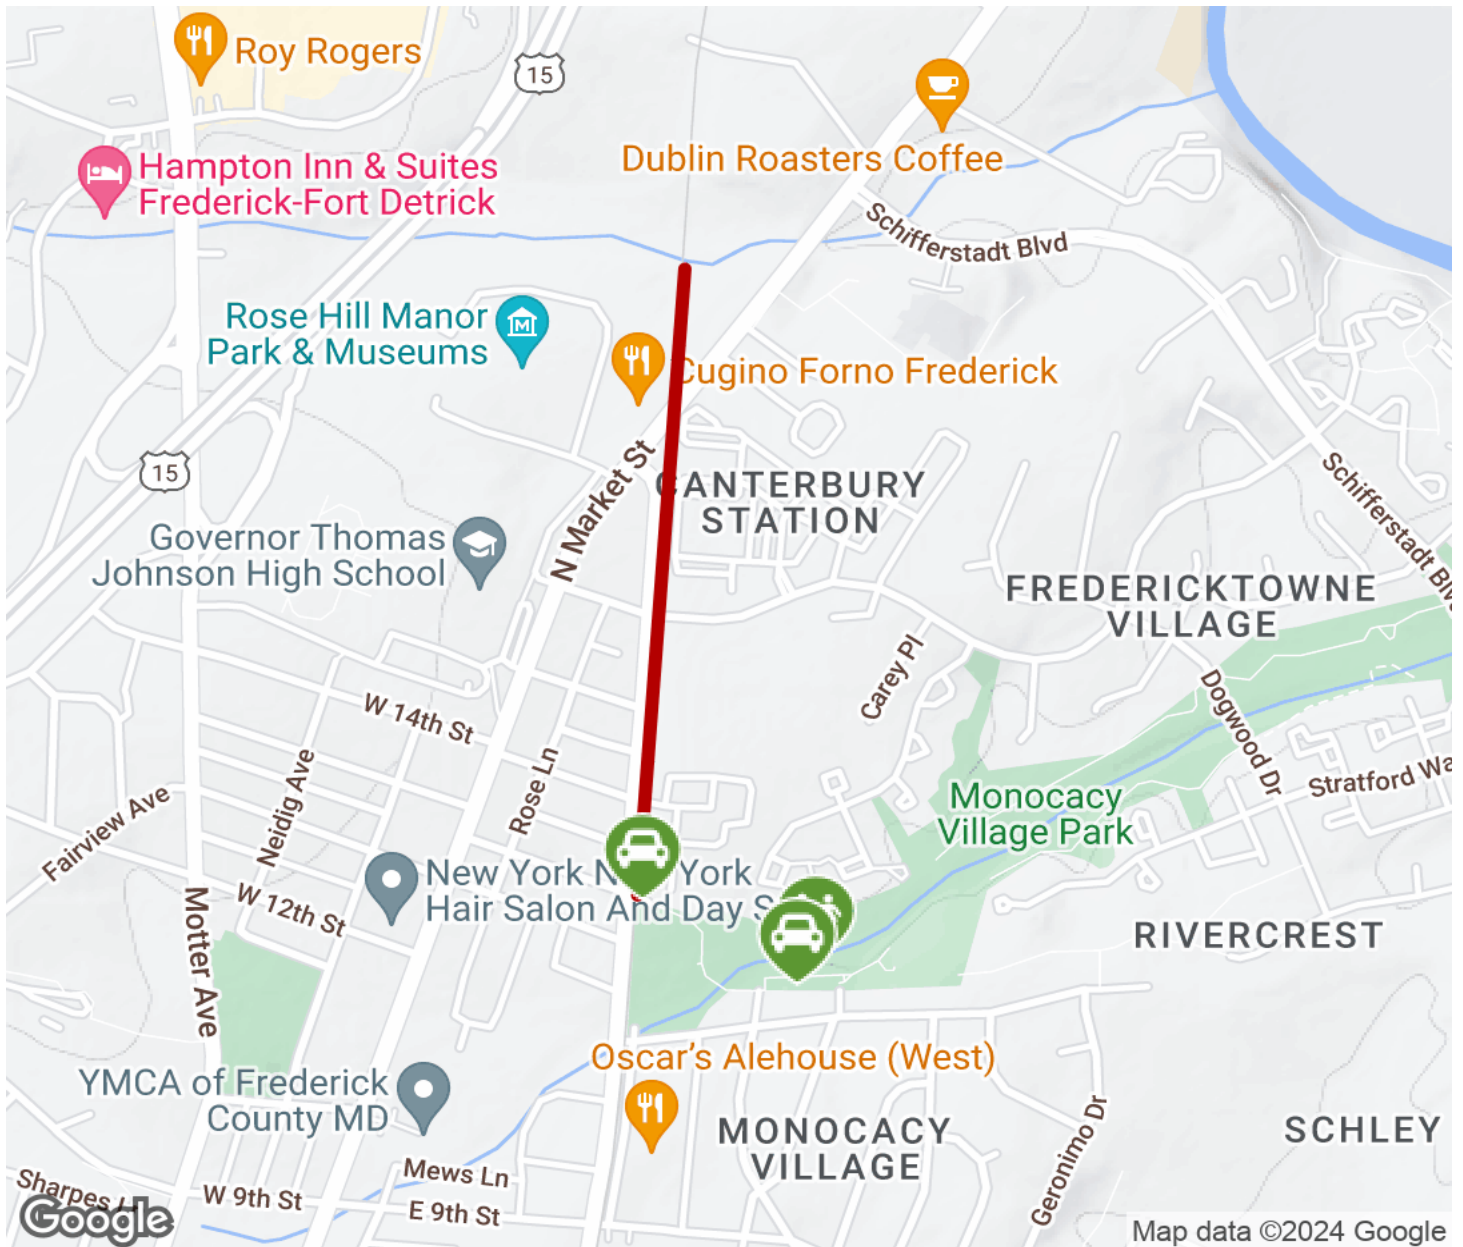 Roy Rogers
15
Dublin Roasters Coffee
Hampton Inn & Suites
Frederick-Fort Detrick
Schifferstadt Blvd
Rose Hill Manor
Park & Museums
Cugino Forno Frederick
15
N Market St
CANTERBURY
STATION
Schifferstadt Blv
Governor Thomas
Johnson High School
FREDERICKTOWNE
VILLAGE
Carey Pl
W 14th St
Dogwood Dr
Rose Ln
Neidig Ave
Fairview Ave
Stratford Wa
Monocacy
Village Park
New York N York
Hair Salon And Day S
W 12th St
Motter Ave
RIVERCREST
Oscar's Alehouse (West)
YMCA of Frederick
County MD
MONOCACY
VILLAGE
Geronimo Dr
SCHLEY
Mews Ln
Sharpes L
W 9th St
E 9th St
Google
Map data ©2024 Google